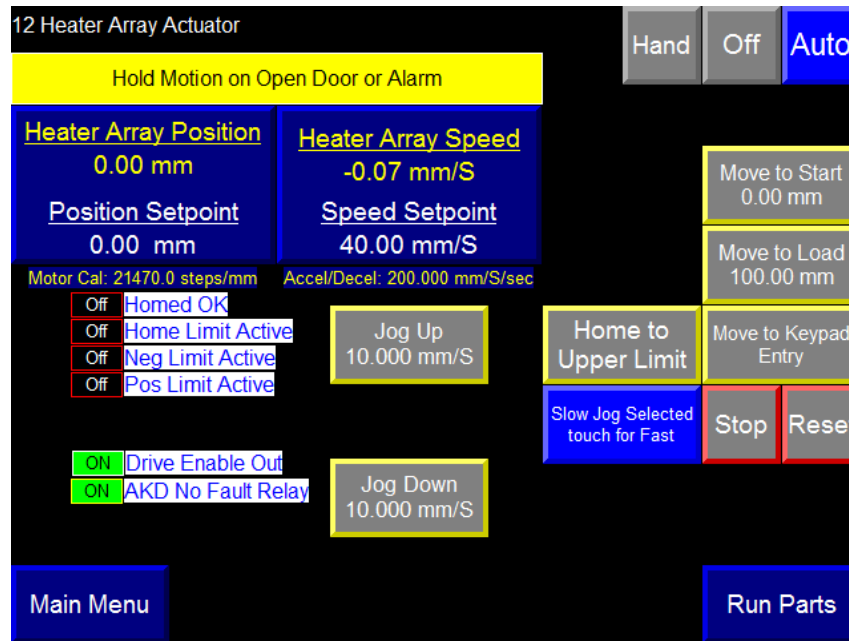 12 Heater Array Actuator
Hand
Off
Auto
Hold Motion on Open Door or Alarm
Heater Array Position
0.00 mm
Position Setpoint
0.00 mm
Heater Array Speed
-0.07 mm/S
Speed Setpoint
40.00 mm/S
Move to Start
0.00 mm
Move to Load
100.00 mm
Motor Cal: 21470.0 steps/mm
Accel/Decel: 200.000 mm/S/sec
Off Homed OK
Off Home Limit Active
Off Neg Limit Active
Off Pos Limit Active
Jog Up
10.000 mm/S
Home to
Upper Limit
Move to Keypad
Entry
Slow Jog Selected
touch for Fast
Stop
Rese
ON Drive Enable Out
ON AKD No Fault Relay
Jog Down
10.000 mm/S
Main Menu
Run Parts